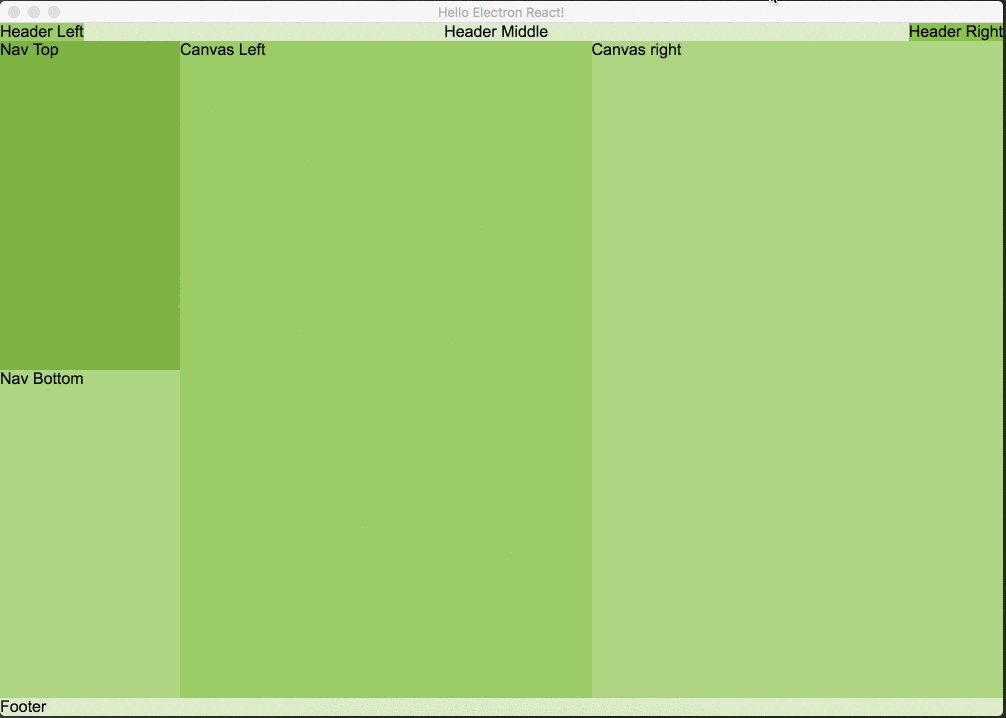 Hello Electron React!
Header Left Header Middle Header Right
Nav Top Canvas Left Canvas right
Nav Bottom
Footer